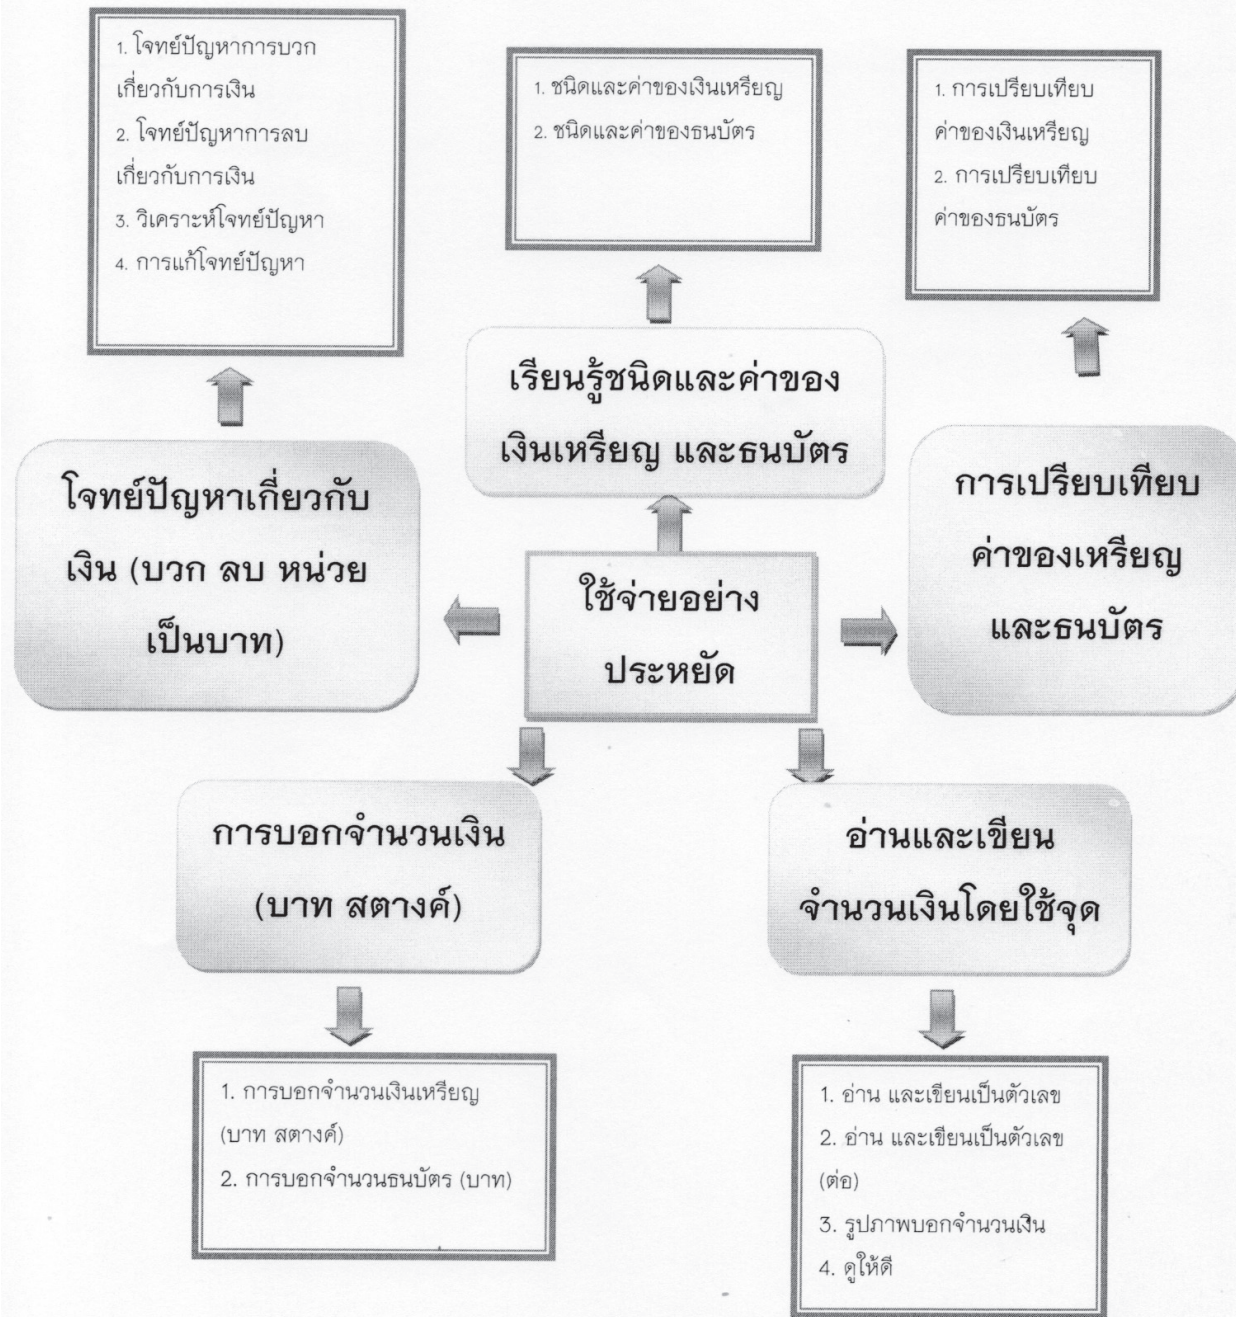 1. โจทย์ปัญหาการบวก
เกี่ยวกับการเงิน
2. โจทย์ปัญหาการลบ
เกี่ยวกับการเงิน
3. วิเคราะห์โจทย์ปัญหา
4. การแก้โจทย์ปัญหา
1. ชนิดและค่าของเงินเหรียญ
2. ชนิดและค่าของธนบัตร
1. การเปรียบเทียบ
ค่าของเงินเหรียญ
2. การเปรียบเทียบ
ค่าของธนบัตร
เรียนรู้ชนิดและค่าของ
เงินเหรียญ และธนบัตร
โจทย์ปัญหาเกี่ยวกับ
เงิน (บวก ลบ หน่วย
เป็นบาท)
ใช้จ่ายอย่าง
ประหยัด
การเปรียบเทียบ
ค่าของเหรียญ
และธนบัตร
การบอกจำนวนเงิน
(บาท สตางค์)
อ่านและเขียน
จำนวนเงินโดยใช้จุด
1. การบอกจำนวนเงินเหรียญ
(บาท สตางค์)
2. การบอกจำนวนธนบัตร (บาท)
1. อ่าน และเขียนเป็นตัวเลข
2. อ่าน และเขียนเป็นตัวเลข
(ต่อ)
3. รูปภาพบอกจำนวนเงิน
4. ดูให้ดี